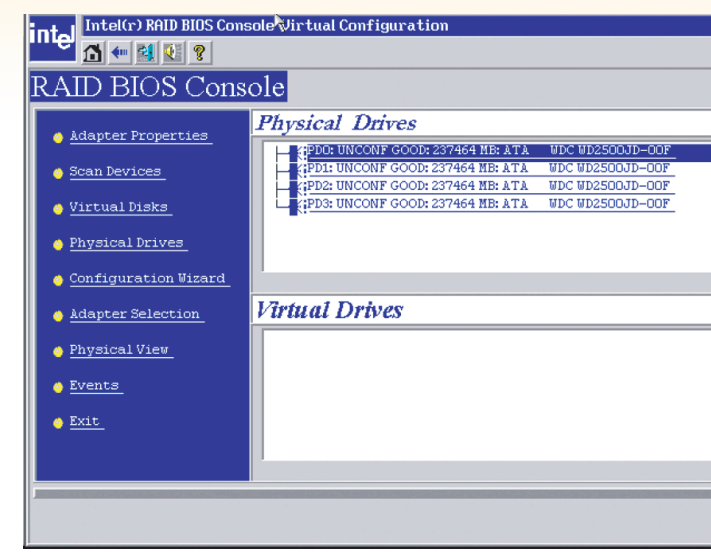 intel
Intel(r) RAID BIOS Console Virtual Configuration
?
RAID BIOS Console
Adapter Properties
Scan Devices
Virtual Disks
Physical Drives
Configuration Wizard
Adapter Selection
Physical View
Events
Exit
Physical Drives
PD0: UNCONF GOOD: 237464 MB: ATA WDC WD2500JD-00F
PD1: UNCONF GOOD: 237464 MB: ATA WDC WD2500JD-00F
PD2: UNCONF GOOD: 237464 MB: ATA WDC WD2500JD-00F
PD3: UNCONF GOOD: 237464 MB: ATA WDC WD2500JD-00F
Virtual Drives